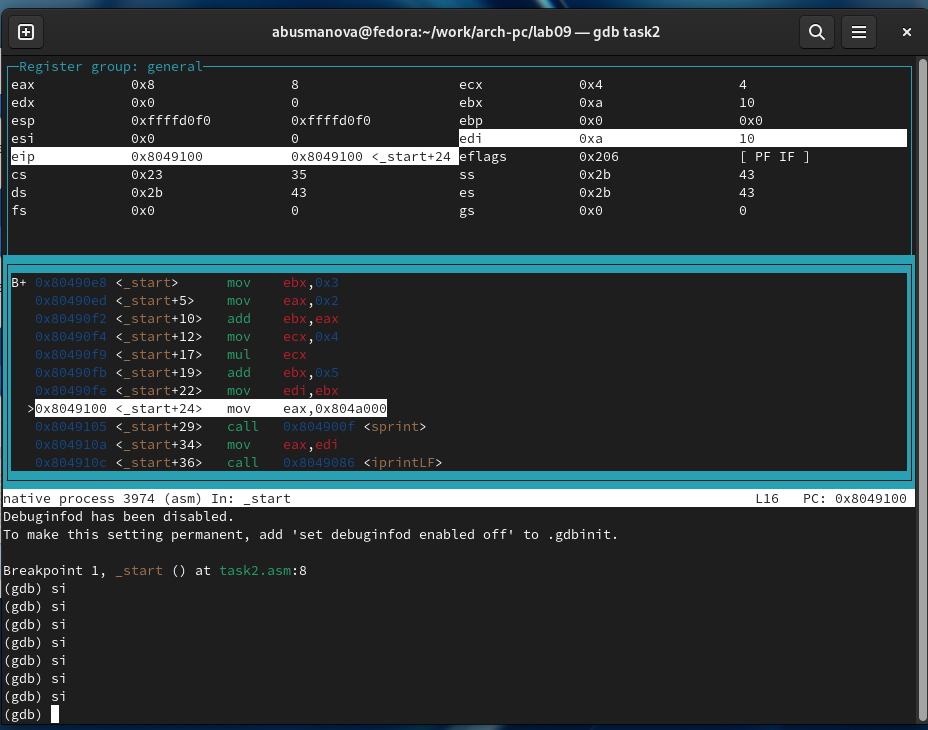 abusmanova@fedora:~/work/arch-pc/lab09 — gdb task2
Register group: general
eax 0x8 8 ecx 0x4 4
edx 0x0 0 ebx 0xa 10
esp 0xffffd0f0 0xffffd0f0 ebp 0x0 0x0
esi 0x0 0 edi 0xa 10
eip 0x8049100 0x8049100 <_start+24 eflags 0x206 [ PF IF ]
cs 0x23 35 ss 0x2b 43
ds 0x2b 43 es 0x2b 43
fs 0x0 0 gs 0x0 0
B+ 0x80490e8 <_start> mov ebx,0x3
0x80490ed <_start+5> mov eax,0x2
0x80490f2 <_start+10> add ebx,eax
0x80490f4 <_start+12> mov ecx,0x4
0x80490f9 <_start+17> mul ecx
0x80490fb <_start+19> add ebx,0x5
0x80490fe <_start+22> mov edi,ebx
>0x8049100 <_start+24> mov eax,0x804a000
0x8049105 <_start+29> call 0x804900f <sprint>
0x804910a <_start+34> mov eax,edi
0x804910c <_start+36> call 0x8049086 <iprintLF>
native process 3974 (asm) In: _start L16 PC: 0x8049100
Debuginfod has been disabled.
To make this setting permanent, add 'set debuginfod enabled off' to .gdbinit.
Breakpoint 1, _start () at task2.asm:8
(gdb) si
(gdb) si
(gdb) si
(gdb) si
(gdb) si
(gdb) si
(gdb) si
(gdb)